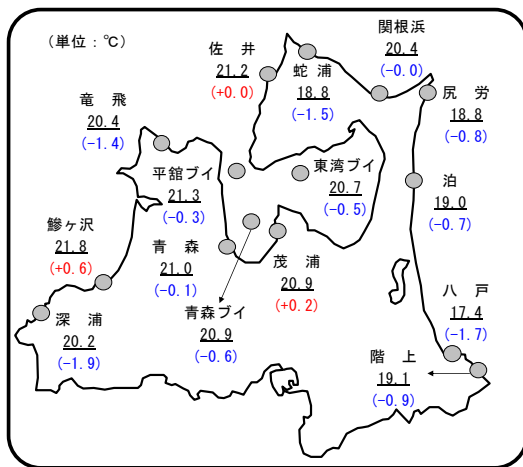 （単位：℃）
関根浜
20.4
(-0.0)
佐　井
21.2
(+0.0)
蛇　浦
18.8
(-1.5)
尻　労
18.8
(-0.8)
竜　飛
20.4
(-1.4)
平舘ブイ
21.3
(-0.3)
東湾ブイ
20.7
(-0.5)
泊
19.0
(-0.7)
鰺ヶ沢
21.8
(+0.6)
青　森
21.0
(-0.1)
茂　浦
20.9
(+0.2)
青森ブイ
20.9
(-0.6)
八　戸
17.4
(-1.7)
深　浦
20.2
(-1.9)
階　上
19.1
(-0.9)